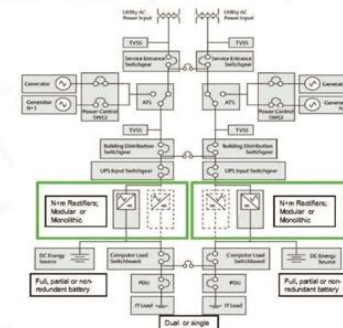 Utility AC
Power Input
Utility AC
Power Input
TVSS
TVSS
Service Entrance
Switchgear
Service Entrance
Switchgear
Generator
Generator
N+1
Power Control
SWGR
ATS
ATS
Power Control
TVSS
TVSS
Building Distribution
Switchgear
Building Distribution
Switchgear
UPS Input Switchgear
UPS Input Switchgear
N+m Rectifiers;
Modular or
Monolithic
N+m Rectifiers;
Modular or
Monolithic
DC Energy
Source
Computer Load
Switchboard
Computer Load
Switchboard
DC Energy
Source
Full, partial or non-
redundant battery
PDU
PDU
Full, partial or non-
redundant battery
IT Load
IT Load
Dual or single